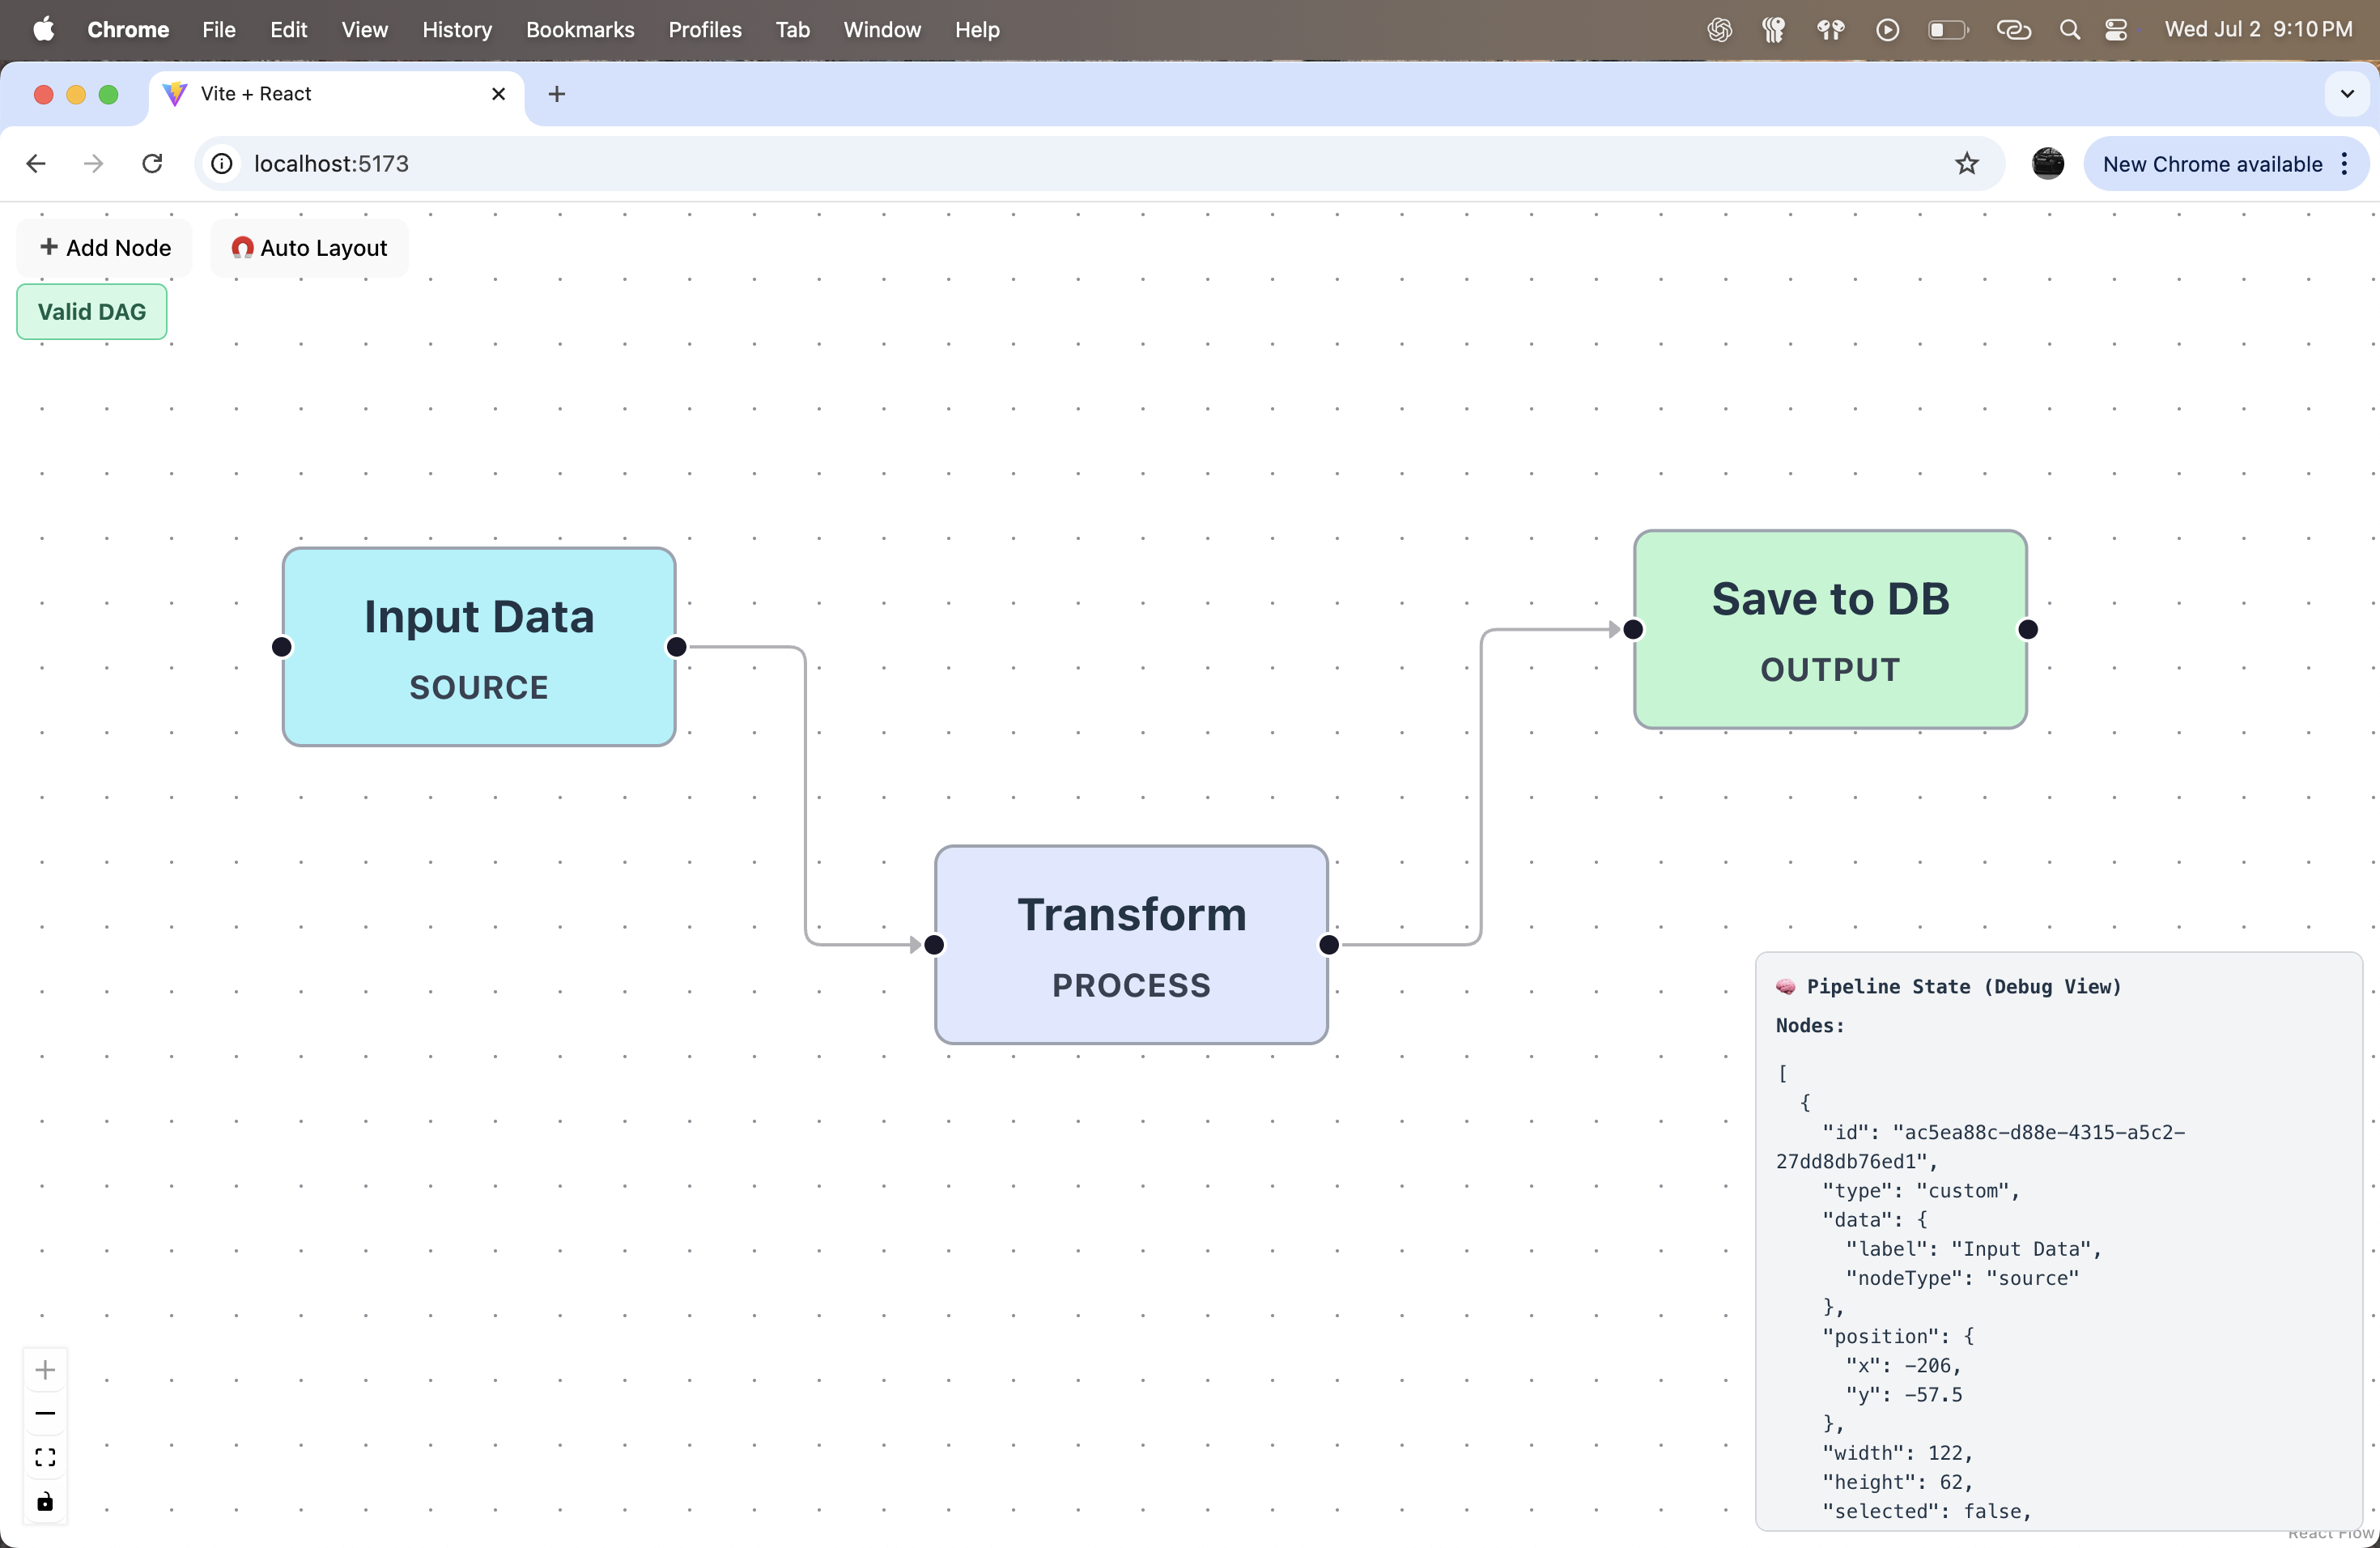 Chrome File Edit View History Bookmarks Profiles Tab Window Help Wed Jul 2 9:10 PM
Vite + React
localhost:5173
New Chrome available
Add Node
Auto Layout
Valid DAG
Input Data
SOURCE
Save to DB
OUTPUT
Transform
PROCESS
Pipeline State (Debug View)
Nodes:
[
{
"id": "ac5ea88c-d88e-4315-a5c2-
27dd8db76ed1",
"type": "custom",
"data": {
"label": "Input Data",
"nodeType": "source"
},
"position": {
"x": -206,
"y": -57.5
},
"width": 122,
"height": 62,
"selected": false,
React Flow